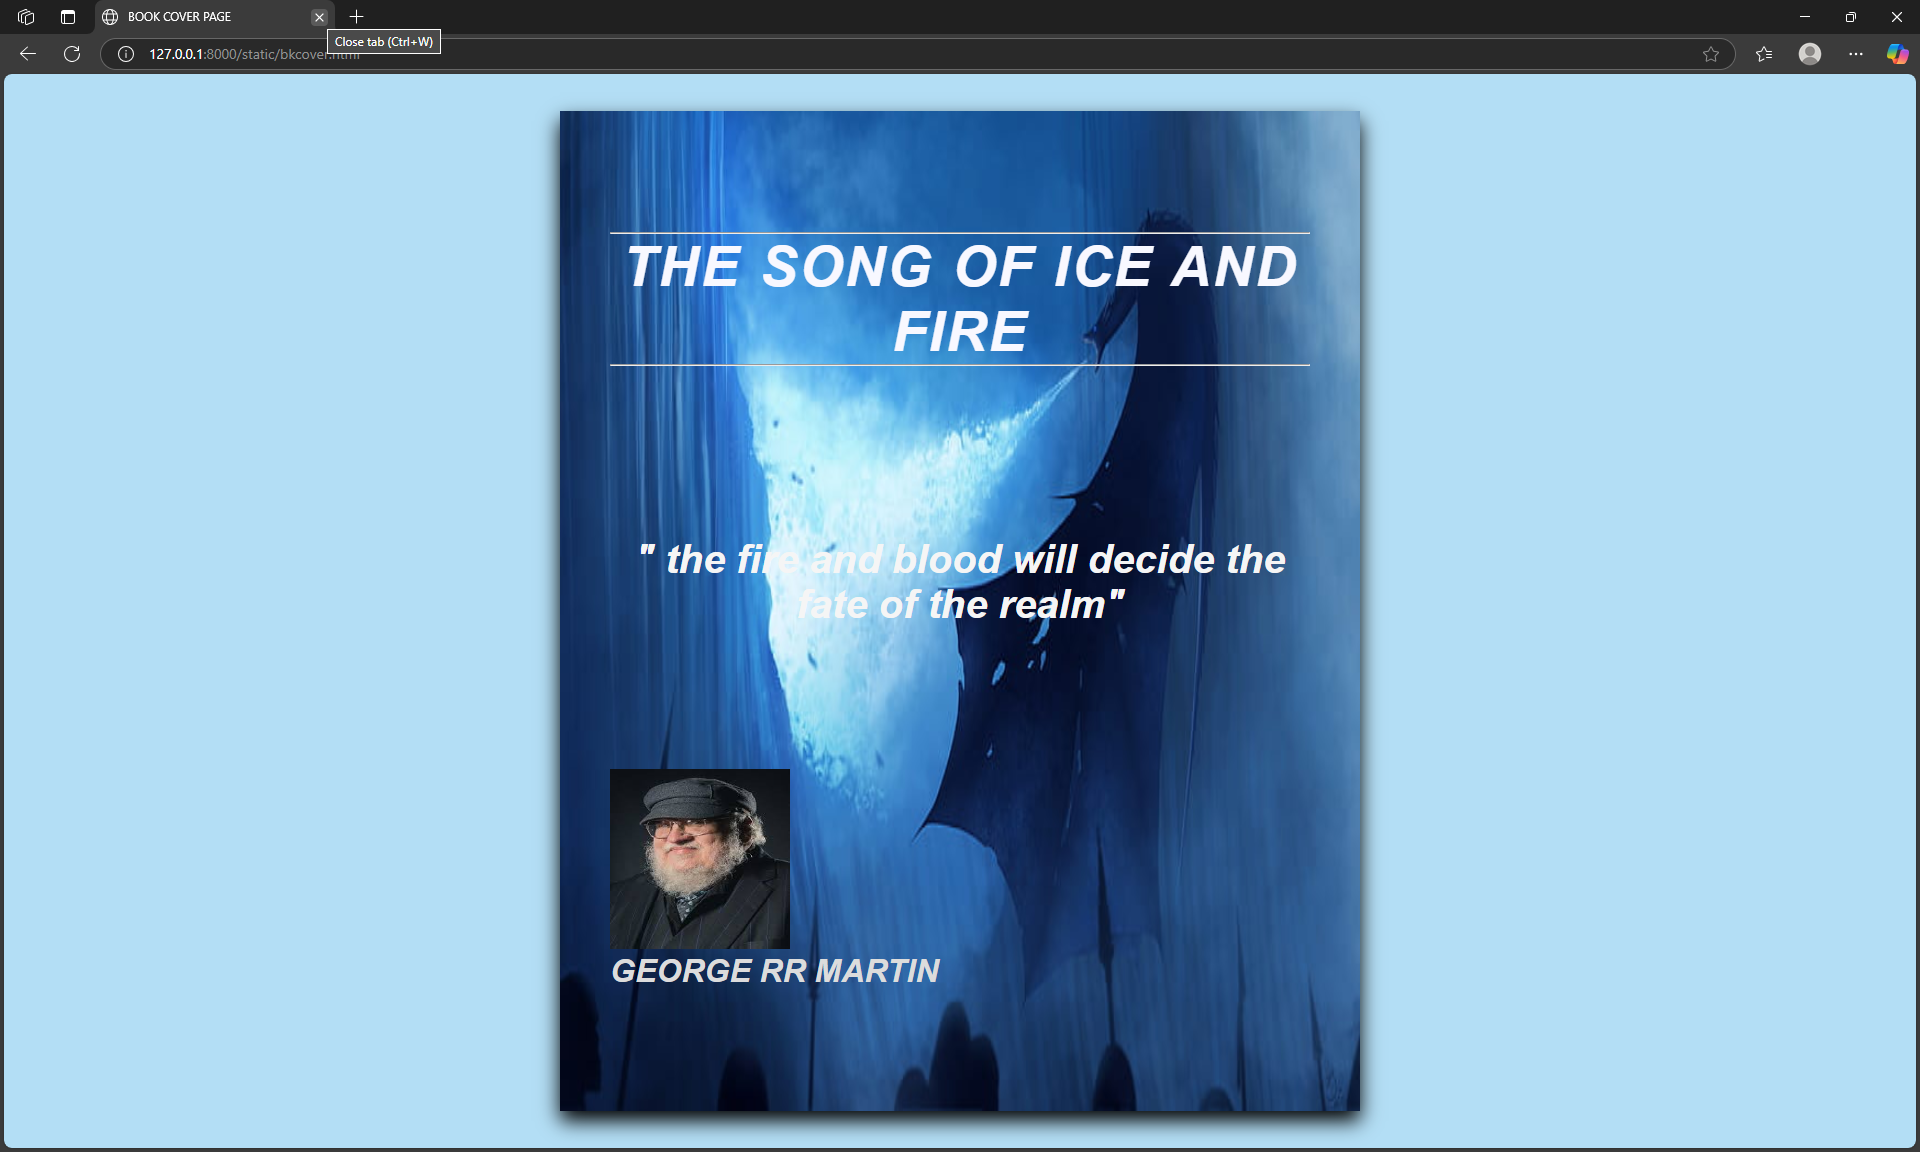 BOOK COVER PAGE
Close tab (Ctrl+W)
127.0.0.1:8000/static/bkcover.html
THE SONG OF ICE AND
FIRE
" the fire and blood will decide the
fate of the realm"
GEORGE RR MARTIN